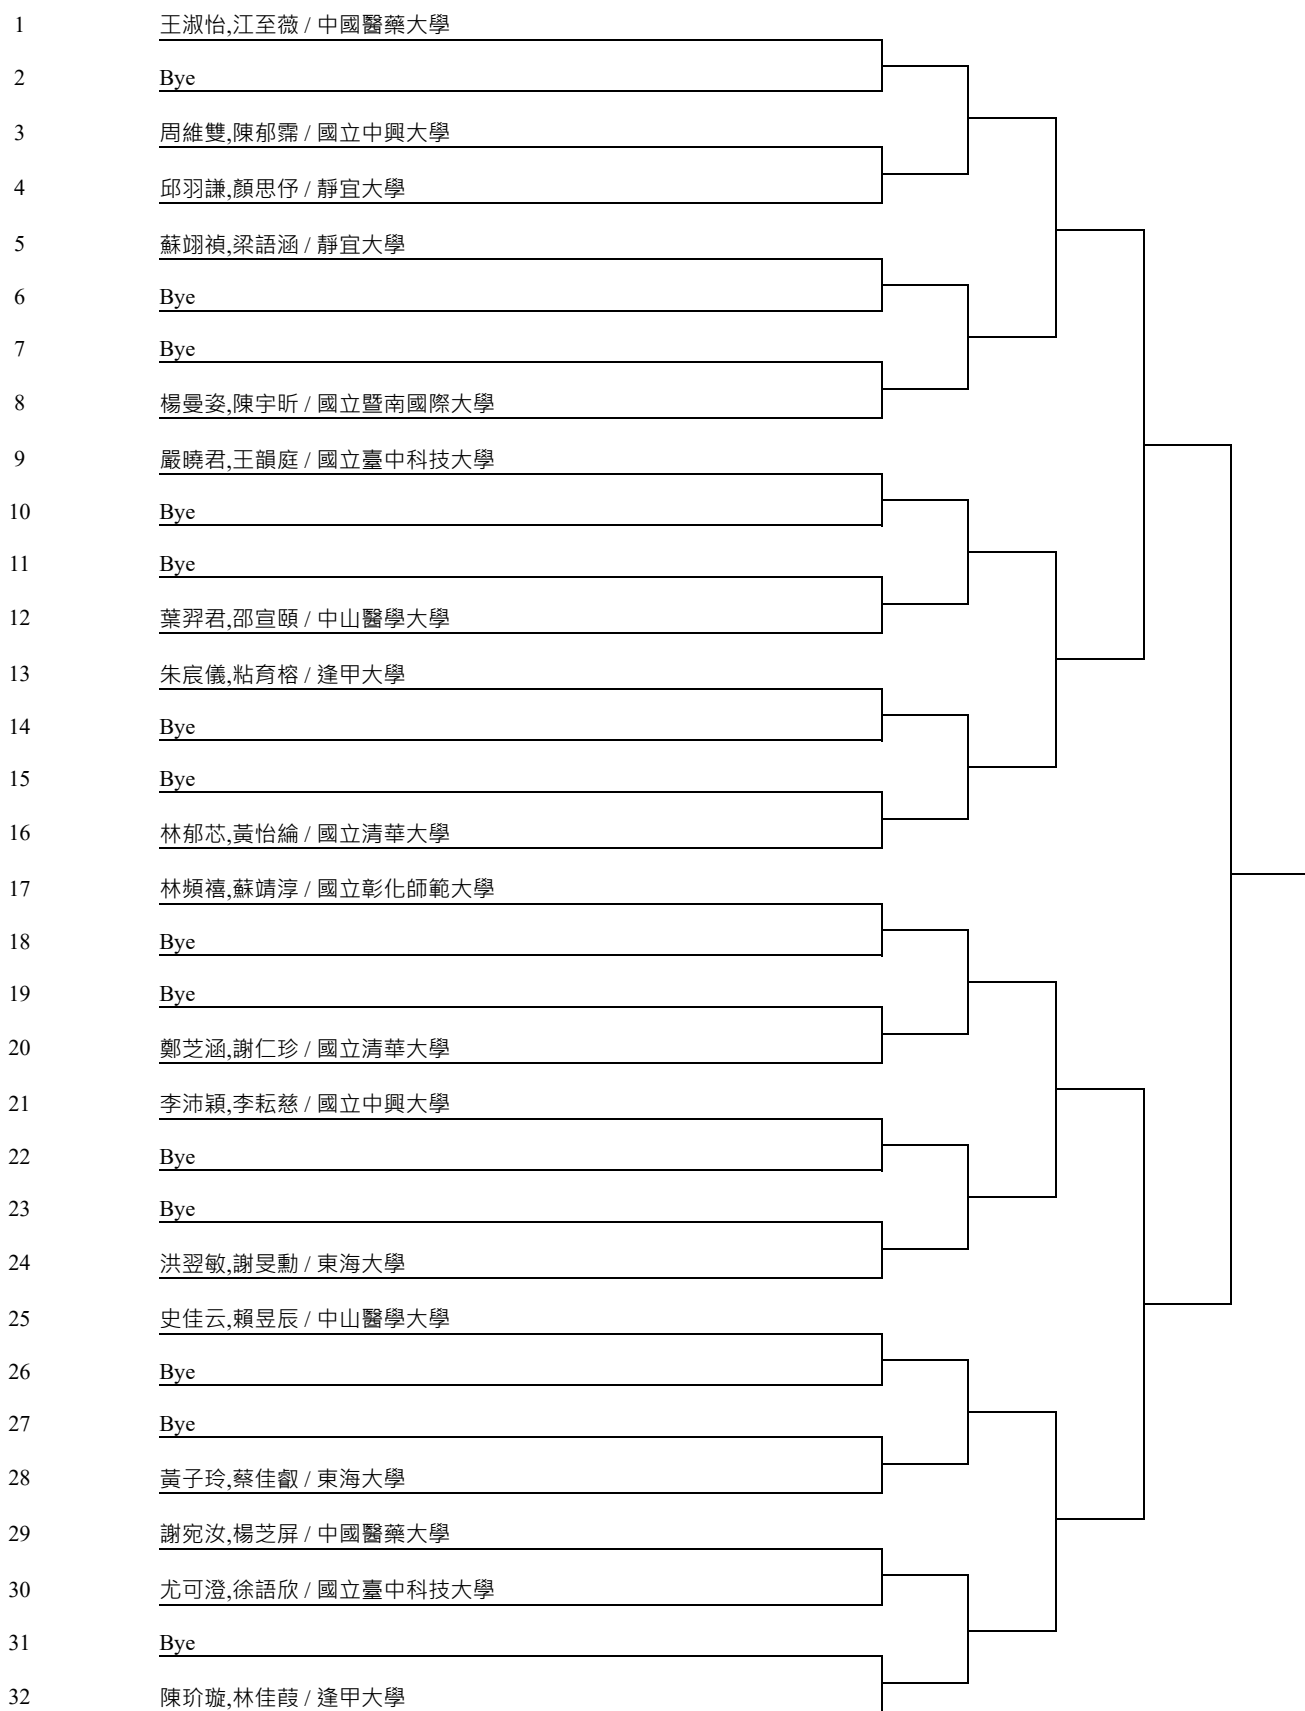 1 王淑怡,江至薇 / 中國醫藥大學
2 Bye
3 周維雙,陳郁霈 / 國立中興大學
4 邱羽謙,顏思伃 / 靜宜大學
5 蘇翊禎,梁語涵 / 靜宜大學
6 Bye
7 Bye
8 楊曼姿,陳宇昕 / 國立暨南國際大學
9 嚴曉君,王韻庭 / 國立臺中科技大學
10 Bye
11 Bye
12 葉羿君,邵宣頤 / 中山醫學大學
13 朱宸儀,粘育榕 / 逢甲大學
14 Bye
15 Bye
16 林郁芯,黃怡綸 / 國立清華大學
17 林頻禧,蘇靖淳 / 國立彰化師範大學
18 Bye
19 Bye
20 鄭芝涵,謝仁珍 / 國立清華大學
21 李沛穎,李耘慈 / 國立中興大學
22 Bye
23 Bye
24 洪翌敏,謝旻勳 / 東海大學
25 史佳云,賴昱辰 / 中山醫學大學
26 Bye
27 Bye
28 黃子玲,蔡佳叡 / 東海大學
29 謝宛汝,楊芝屏 / 中國醫藥大學
30 尤可澄,徐語欣 / 國立臺中科技大學
31 Bye
32 陳玠璇,林佳葭 / 逢甲大學